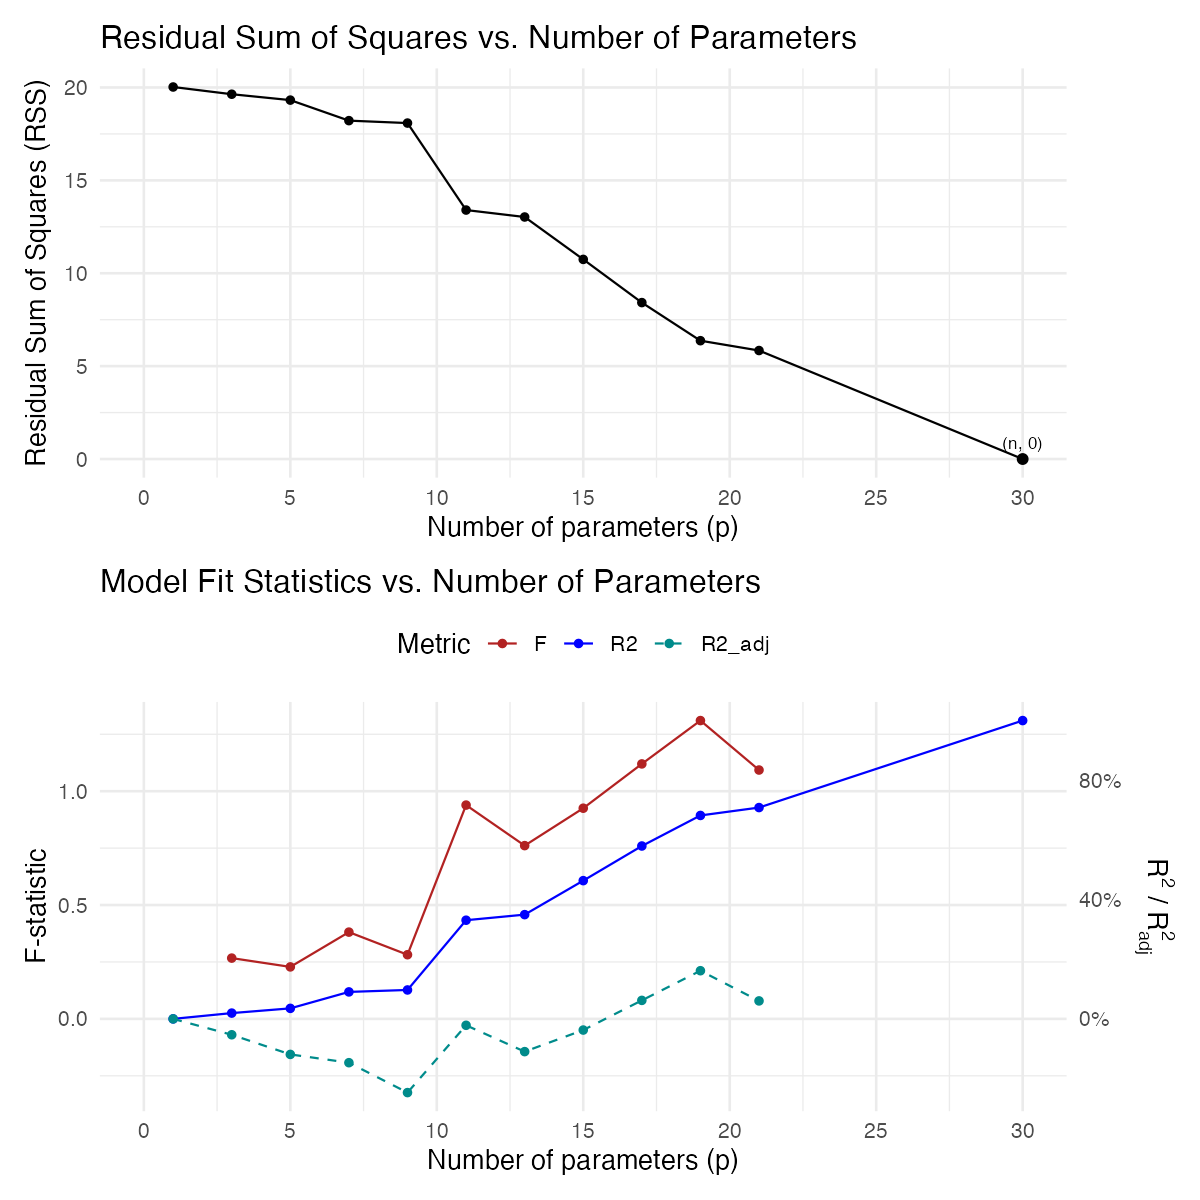 Residual Sum of Squares vs. Number of Parameters
Residual Sum of Squares (RSS)
20
15
10
5
0
(n, 0)
0 5 10 15 20 25 30
Number of parameters (p)
Model Fit Statistics vs. Number of Parameters
Metric F R2 R2_adj
F-statistic
1.0
0.5
0.0
80%
40%
0%
R² / R²adj
0 5 10 15 20 25 30
Number of parameters (p)